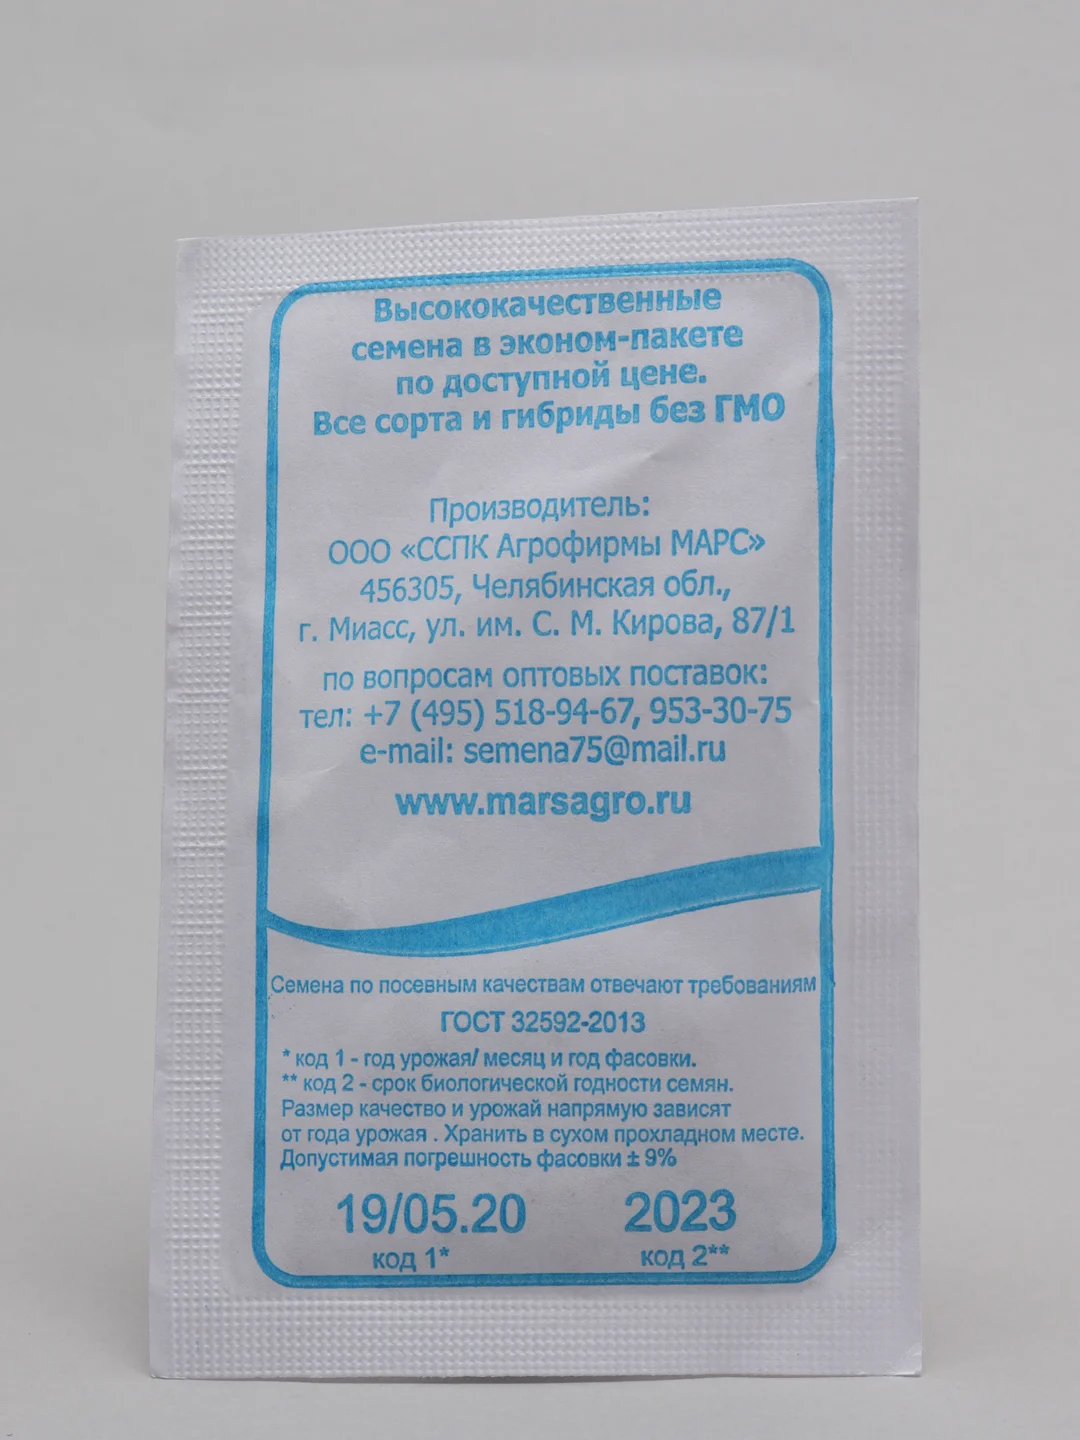 Высококачественные
семена в эконом-пакете
по доступной цене.
Все сорта и гибриды без ГМО
Производитель:
ООО «ССПК Агрофирмы МАРС»
456305, Челябинская обл.,
г. Миасс, ул. им. С. М. Кирова, 87/1
по вопросам оптовых поставок:
тел: +7 (495) 518-94-67, 953-30-75
e-mail: semena75@mail.ru
www.marsagro.ru
Семена по посевным качествам отвечают требованиям
ГОСТ 32592-2013
* код 1 - год урожая/ месяц и год фасовки.
** код 2 - срок биологической годности семян.
Размер качество и урожай напрямую зависят
от года урожая . Хранить в сухом прохладном месте.
Допустимая погрешность фасовки ± 9%
19/05.20 2023
код 1* код 2**